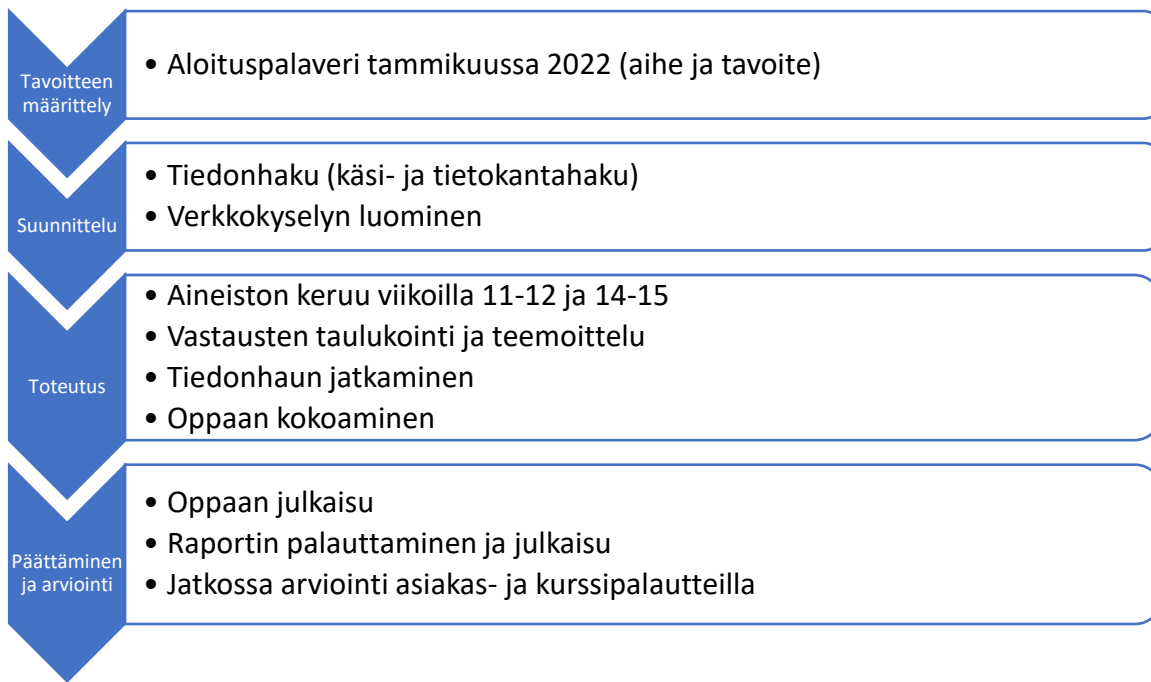 Tavoitteen
määrittely
• Aloituspalaveri tammikuussa 2022 (aihe ja tavoite)
Suunnittelu
• Tiedonhaku (käsi- ja tietokantahaku)
• Verkkokyselyn luominen
Toteutus
• Aineiston keruu viikoilla 11-12 ja 14-15
• Vastausten taulukointi ja teemoittelu
• Tiedonhaun jatkaminen
• Oppaan kokoaminen
Päättäminen
ja arviointi
• Oppaan julkaisu
• Raportin palauttaminen ja julkaisu
• Jatkossa arviointi asiakas- ja kurssipalautteilla